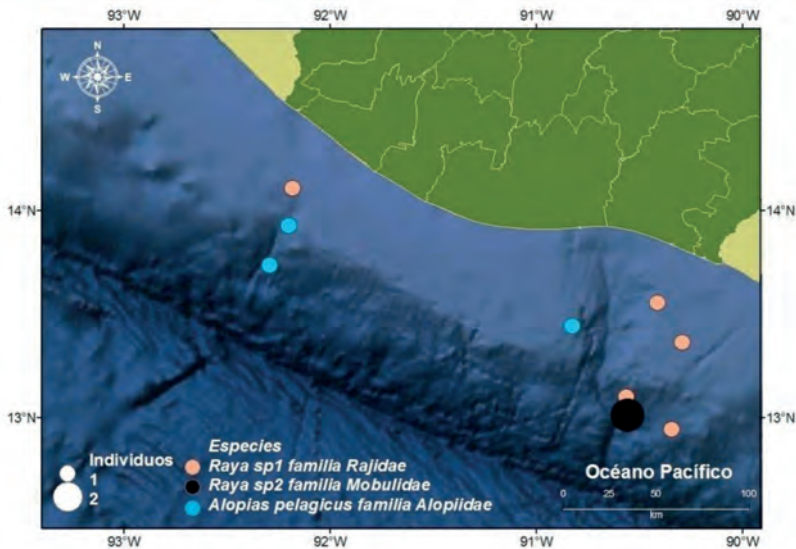 93°W 92°W 91°W 90°W
N
W E
S
14°N 14°N
13°N 13°N
Individuos
1
2
Especies
Raya sp1 familia Rajidae
Raya sp2 familia Mobulidae
Alopias pelagicus familia Alopiidae
Océano Pacífico
0 25 50 100
km
93°W 92°W 91°W 90°W